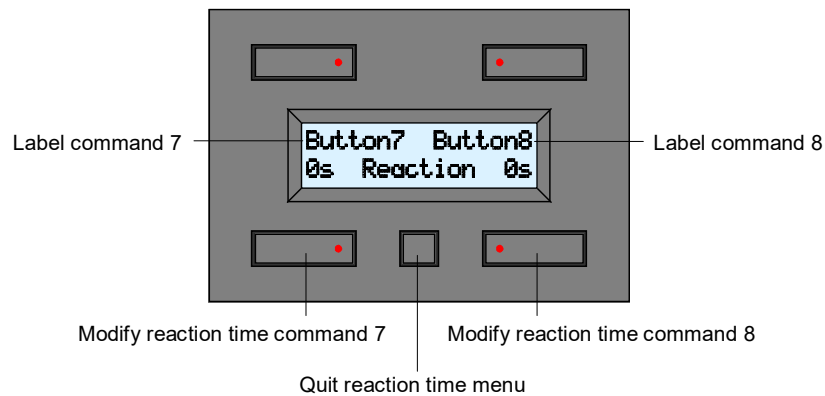 Label command 7
Button7 Button8
Label command 8
0s Reaction 0s
Modify reaction time command 7
Modify reaction time command 8
Quit reaction time menu